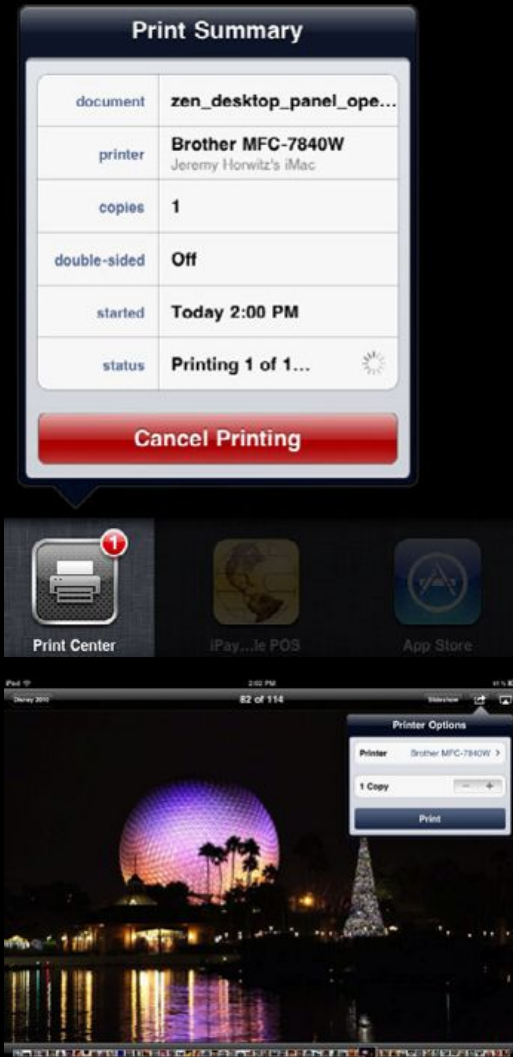 Print Summary
document zen_desktop_panel_ope...
printer Brother MFC-7840W
Jeremy Horwitz's iMac
copies 1
double-sided Off
started Today 2:00 PM
status Printing 1 of 1...
Cancel Printing
1
Print Center iPay...le POS App Store
iPad 2:02 PM
Disney 2010 82 of 114 Slideshow
Printer Options
Printer Brother MFC-7840W >
1 Copy - +
Print